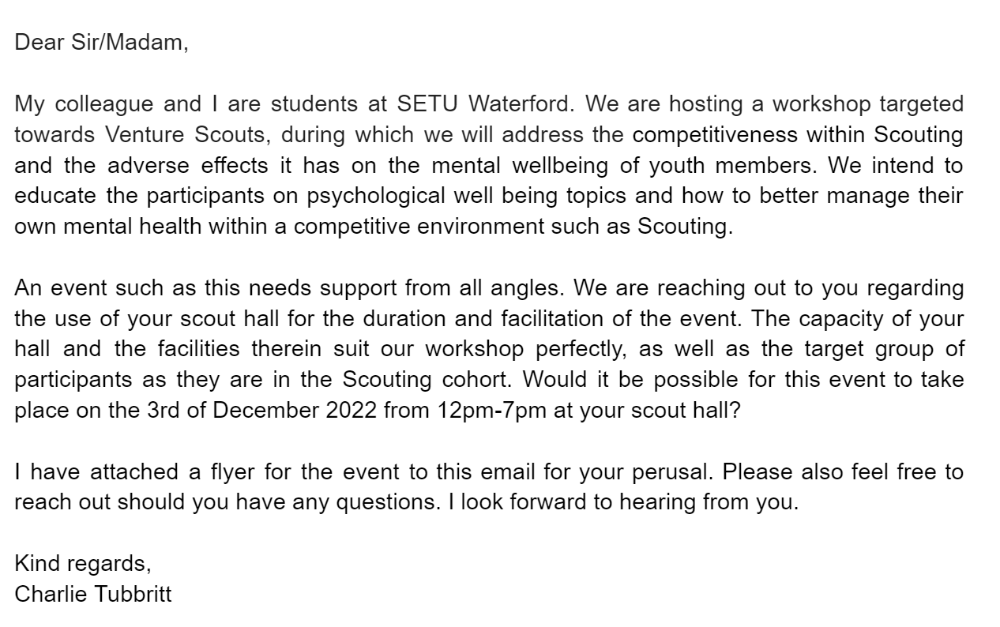 Dear Sir/Madam,
My colleague and I are students at SETU Waterford. We are hosting a workshop targeted
towards Venture Scouts, during which we will address the competitiveness within Scouting
and the adverse effects it has on the mental wellbeing of youth members. We intend to
educate the participants on psychological well being topics and how to better manage their
own mental health within a competitive environment such as Scouting.
An event such as this needs support from all angles. We are reaching out to you regarding
the use of your scout hall for the duration and facilitation of the event. The capacity of your
hall and the facilities therein suit our workshop perfectly, as well as the target group of
participants as they are in the Scouting cohort. Would it be possible for this event to take
place on the 3rd of December 2022 from 12pm-7pm at your scout hall?
I have attached a flyer for the event to this email for your perusal. Please also feel free to
reach out should you have any questions. I look forward to hearing from you.
Kind regards,
Charlie Tubbritt